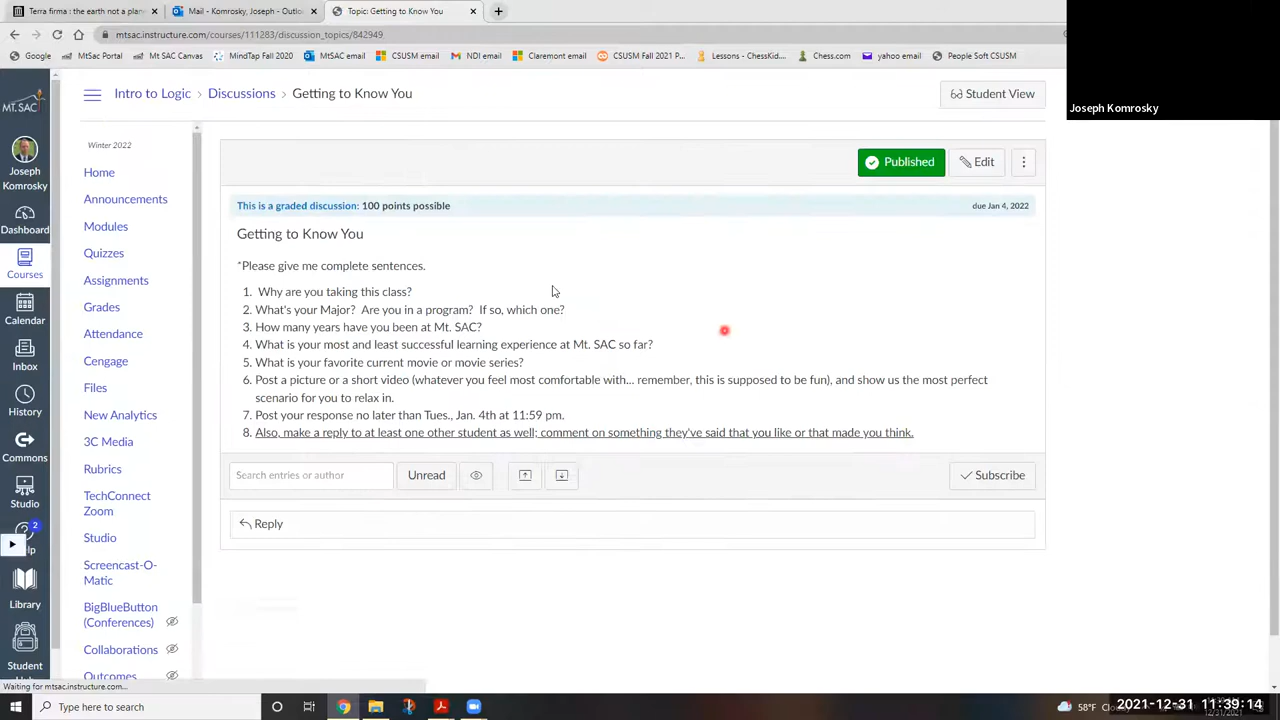 Terra firma: the earth not a plane
Mail - Komrosky, Joseph - Outlo
Topic: Getting to Know You
mtsac.instructure.com/courses/111283/discussion_topics/842949
Google
MtSac Portal
Mt. SAC Canvas
MindTap Fall 2020
MtSAC email
CSUSM email
NDI email
Claremont email
CSUSM Fall 2021 P...
Lessons - ChessKid....
Chess.com
yahoo email
People Soft CSUSM
Joseph Komrosky
MT. SAC
Joseph
Komrosky
Dashboard
Courses
Calendar
Inbox
History
Commons
Studio
2
Library
Student
Intro to Logic > Discussions > Getting to Know You
Student View
Winter 2022
Home
Announcements
Modules
Quizzes
Assignments
Grades
Attendance
Cengage
Files
New Analytics
3C Media
Rubrics
TechConnect
Zoom
Studio
Screencast-O-
Matic
BigBlueButton
(Conferences)
Collaborations
Outcomes
Published
Edit
This is a graded discussion: 100 points possible
due Jan 4, 2022
Getting to Know You
*Please give me complete sentences.
1. Why are you taking this class?
2. What's your Major? Are you in a program? If so, which one?
3. How many years have you been at Mt. SAC?
4. What is your most and least successful learning experience at Mt. SAC so far?
5. What is your favorite current movie or movie series?
6. Post a picture or a short video (whatever you feel most comfortable with... remember, this is supposed to be fun), and show us the most perfect
scenario for you to relax in.
7. Post your response no later than Tues., Jan. 4th at 11:59 pm.
8. Also, make a reply to at least one other student as well; comment on something they've said that you like or that made you think.
Search entries or author
Unread
Subscribe
Reply
Waiting for mtsac.instructure.com...
Type here to search
58°F
2021-12-31 11:39:14